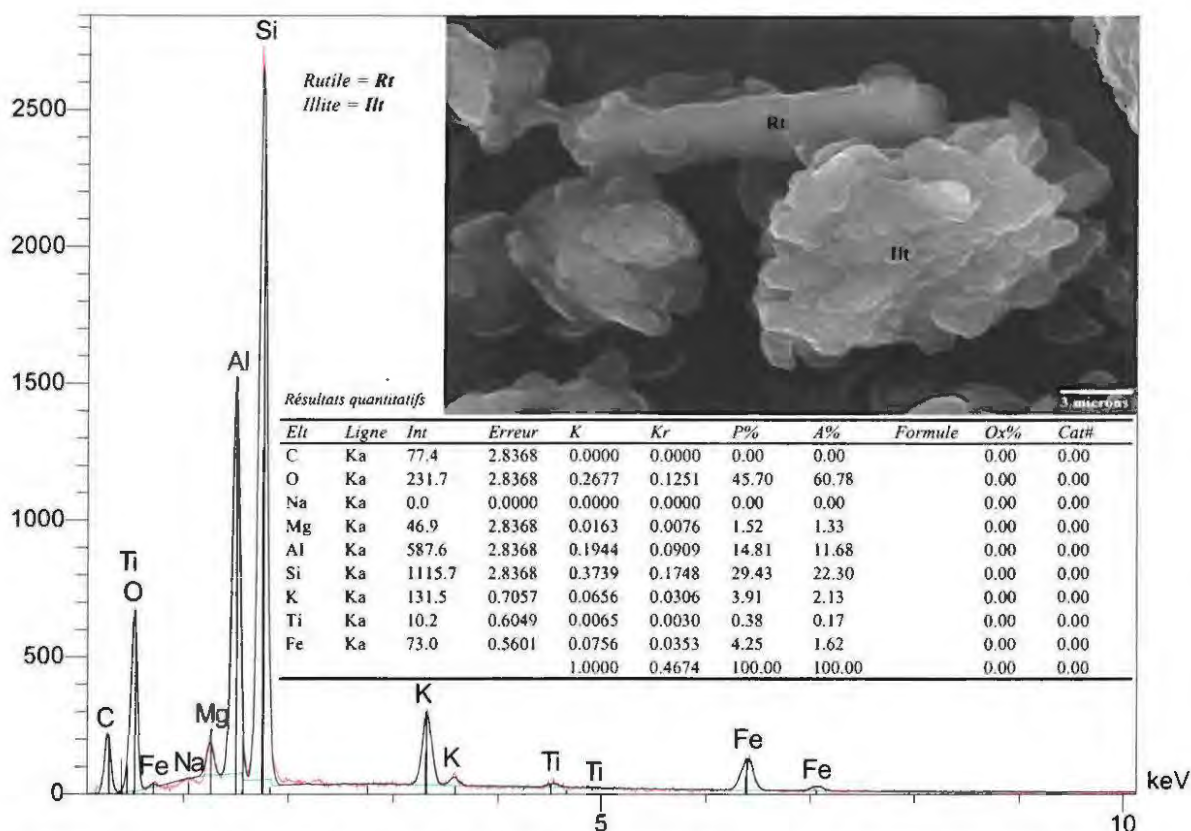 Si
Rutile = Rt
Illite = Ilt
Rt
Ilt
3 microns
2500
2000
1500
1000
500
0
Al
Ti
O
C
Fe
Na
Mg
K
K
Ti
Ti
Fe
Fe
5
10
keV
Résultats quantitatifs
Elt Ligne Int Erreur K Kr P% A% Formule Ox% Cat#
C Ka 77.4 2.8368 0.0000 0.0000 0.00 0.00 0.00 0.00
O Ka 231.7 2.8368 0.2677 0.1251 45.70 60.78 0.00 0.00
Na Ka 0.0 0.0000 0.0000 0.0000 0.00 0.00 0.00 0.00
Mg Ka 46.9 2.8368 0.0163 0.0076 1.52 1.33 0.00 0.00
Al Ka 587.6 2.8368 0.1944 0.0909 14.81 11.68 0.00 0.00
Si Ka 1115.7 2.8368 0.3739 0.1748 29.43 22.30 0.00 0.00
K Ka 131.5 0.7057 0.0656 0.0306 3.91 2.13 0.00 0.00
Ti Ka 10.2 0.6049 0.0065 0.0030 0.38 0.17 0.00 0.00
Fe Ka 73.0 0.5601 0.0756 0.0353 4.25 1.62 0.00 0.00
1.0000 0.4674 100.00 100.00 0.00 0.00